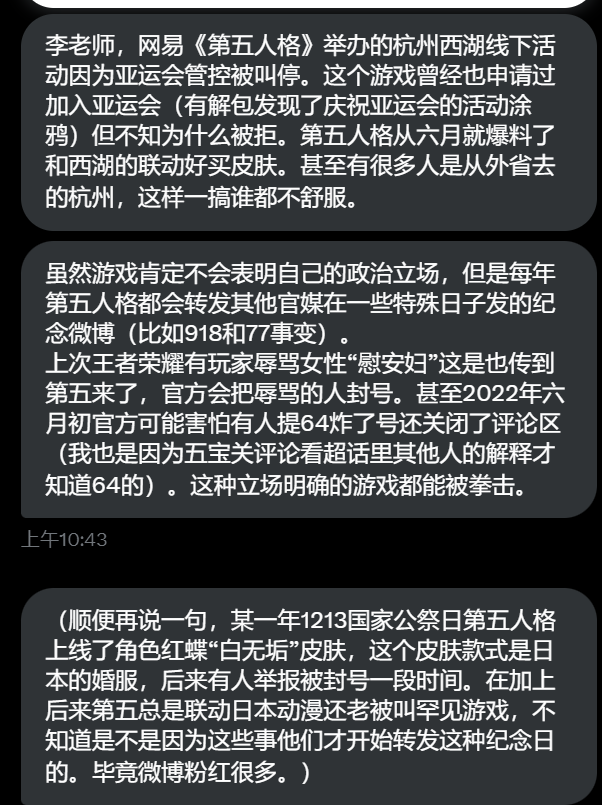 李老师，网易《第五人格》举办的杭州西湖线下活
动因为亚运会管控被叫停。这个游戏曾经也申请过
加入亚运会（有解包发现了庆祝亚运会的活动涂
鸦）但不知为什么被拒。第五人格从六月就爆料了
和西湖的联动好买皮肤。甚至有很多人是从外省去
的杭州，这样一搞谁都不舒服。
虽然游戏肯定不会表明自己的政治立场，但是每年
第五人格都会转发其他官媒在一些特殊日子发的纪
念微博（比如918和77事变）。
上次王者荣耀有玩家辱骂女性“慰安妇”这是也传到
第五来了，官方会把辱骂的人封号。甚至2022年六
月初官方可能害怕有人提64炸了号还关闭了评论区
（我也是因为五宝关评论看超话里其他人的解释才
知道64的）。这种立场明确的游戏都能被拳击。
上午10:43
（顺便再说一句，某一年1213国家公祭日第五人格
上线了角色红蝶“白无垢”皮肤，这个皮肤款式是日
本的婚服，后来有人举报被封号一段时间。在加上
后来第五总是联动日本动漫还老被叫罕见游戏，不
知道是不是因为这些事他们才开始转发这种纪念日
的。毕竟微博粉红很多。）